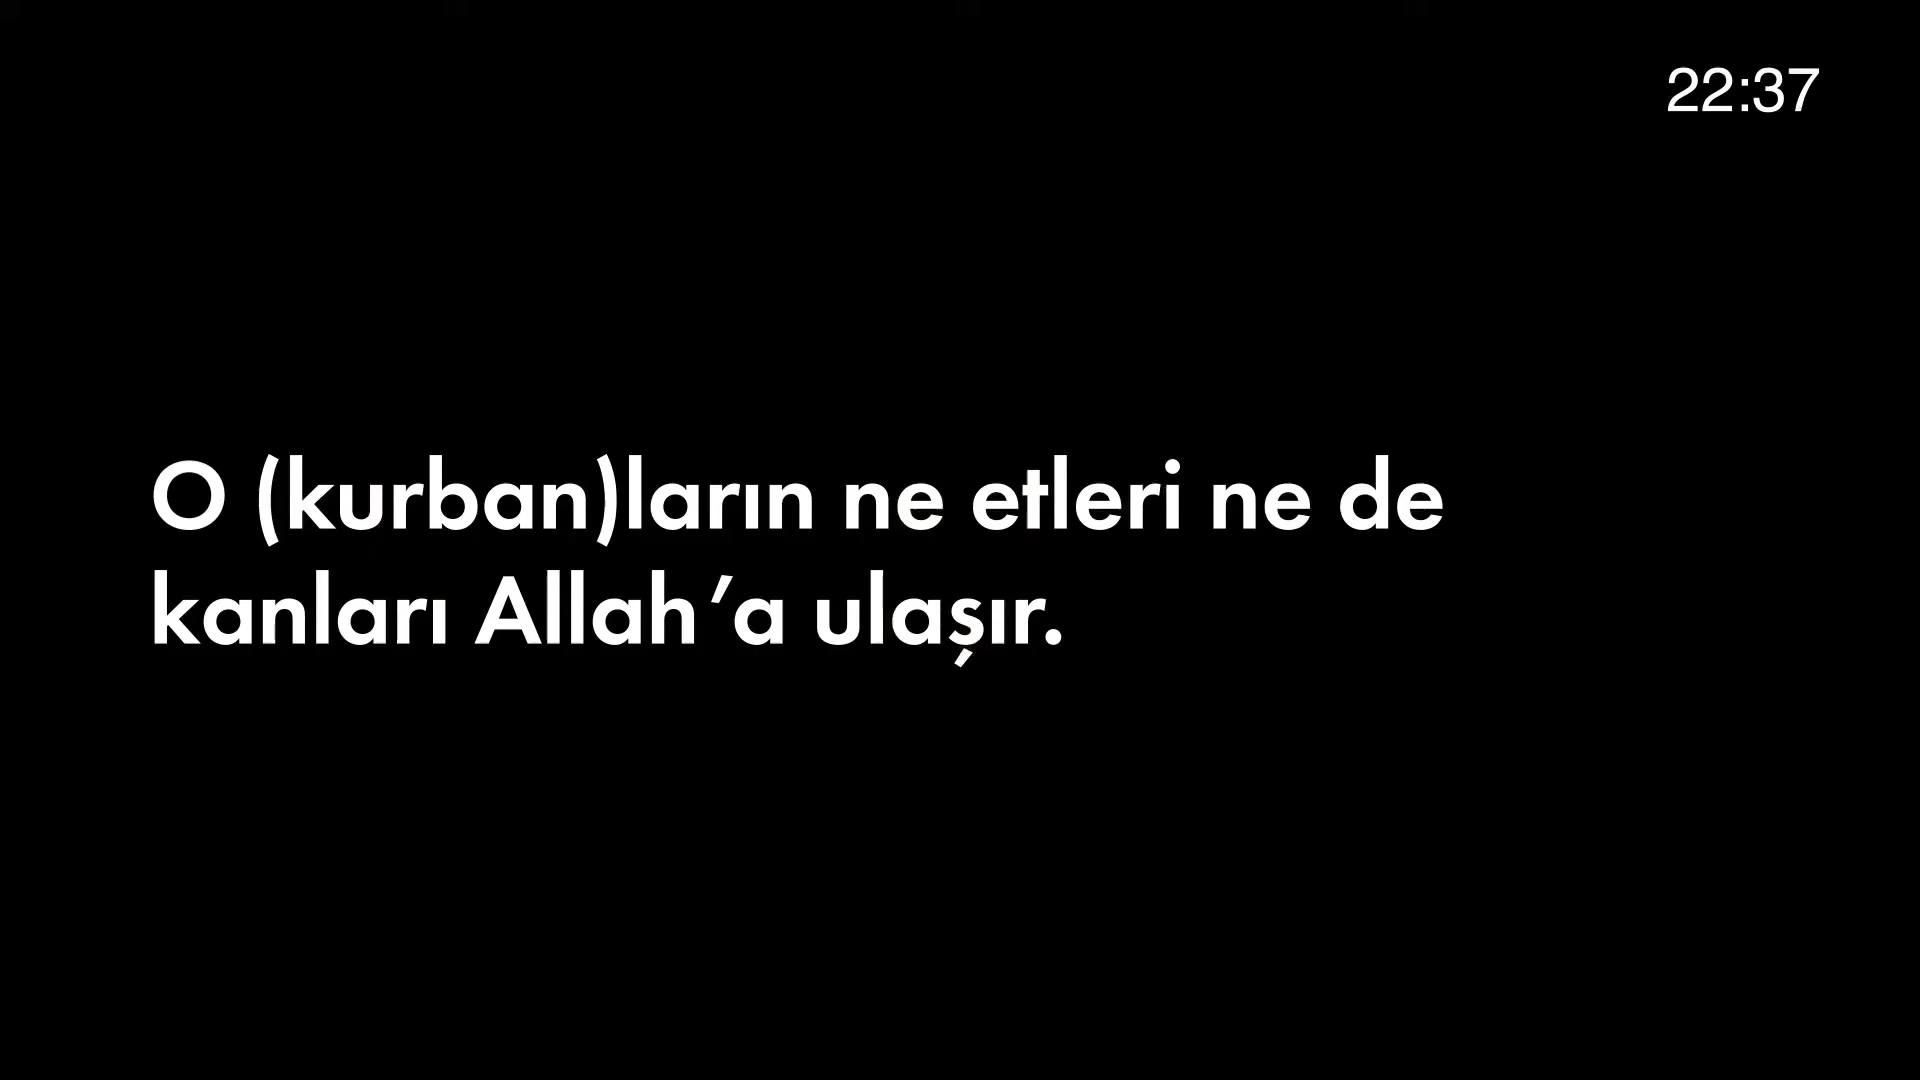 22:37
O (kurban)ların ne etleri ne de
kanları Allah’a ulaşır.